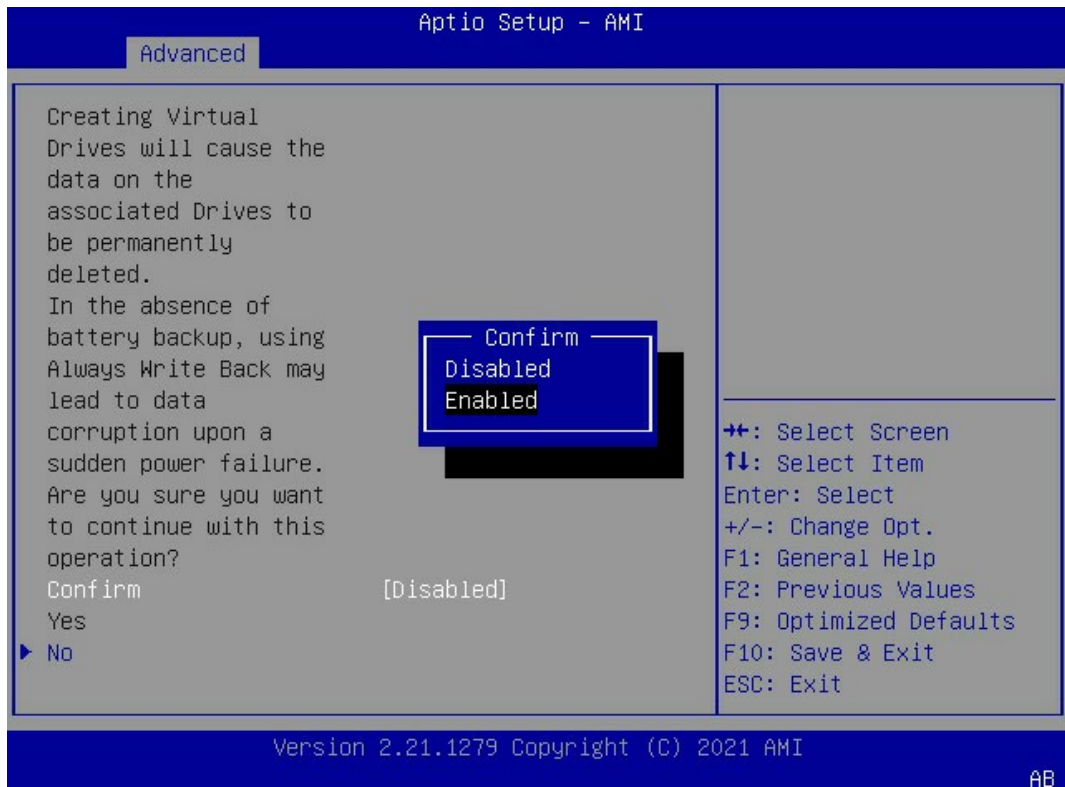 Aptio Setup – AMI
Advanced
Creating Virtual
Drives will cause the
data on the
associated Drives to
be permanently
deleted.
In the absence of
battery backup, using
Always Write Back may
lead to data
corruption upon a
sudden power failure.
Are you sure you want
to continue with this
operation?
Confirm [Disabled]
Yes
▶ No
Confirm
Disabled
Enabled
→←: Select Screen
↑↓: Select Item
Enter: Select
+/-: Change Opt.
F1: General Help
F2: Previous Values
F9: Optimized Defaults
F10: Save & Exit
ESC: Exit
Version 2.21.1279 Copyright (C) 2021 AMI
AB